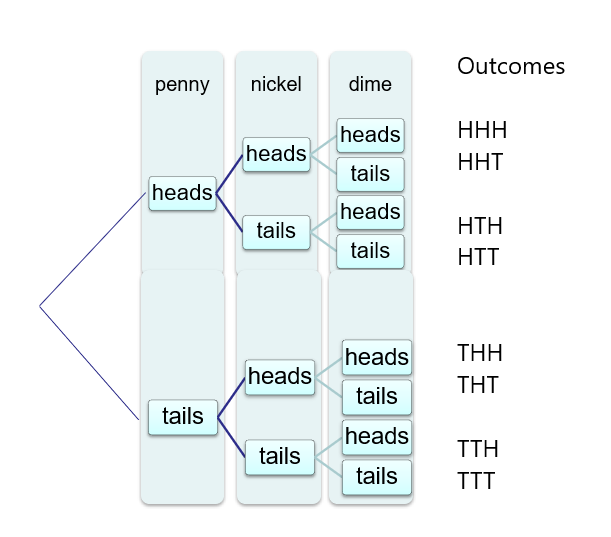 penny nickel dime Outcomes
heads HHH
heads
tails HHT
heads
heads HTH
tails
tails HTT
heads THH
heads
tails THT
tails
heads TTH
tails
tails TTT